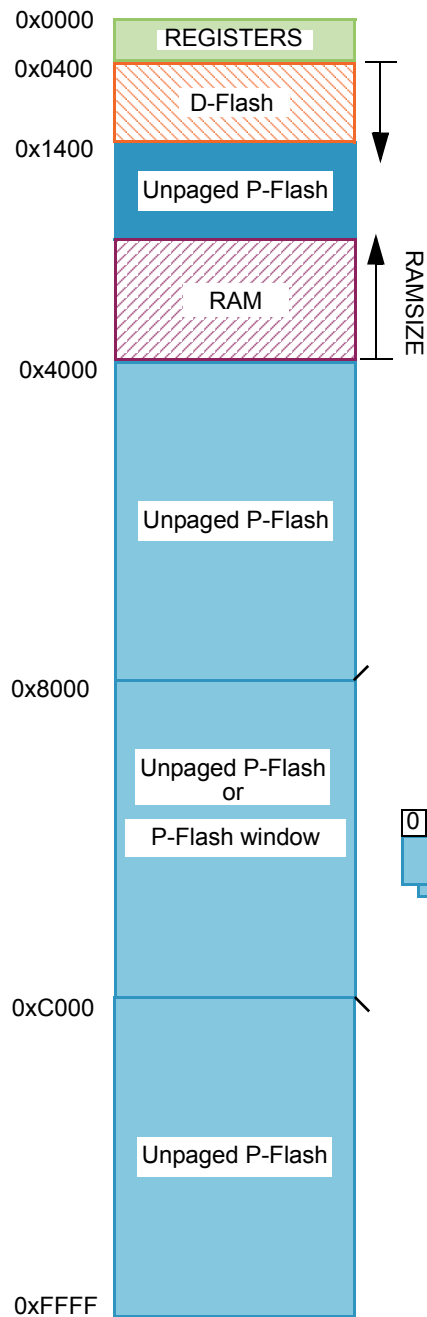 0x0000
REGISTERS
0x0400
D-Flash
0x1400
Unpaged P-Flash
RAM
RAMSIZE
0x4000
Unpaged P-Flash
0x8000
Unpaged P-Flash
or
P-Flash window
0
0xC000
Unpaged P-Flash
0xFFFF